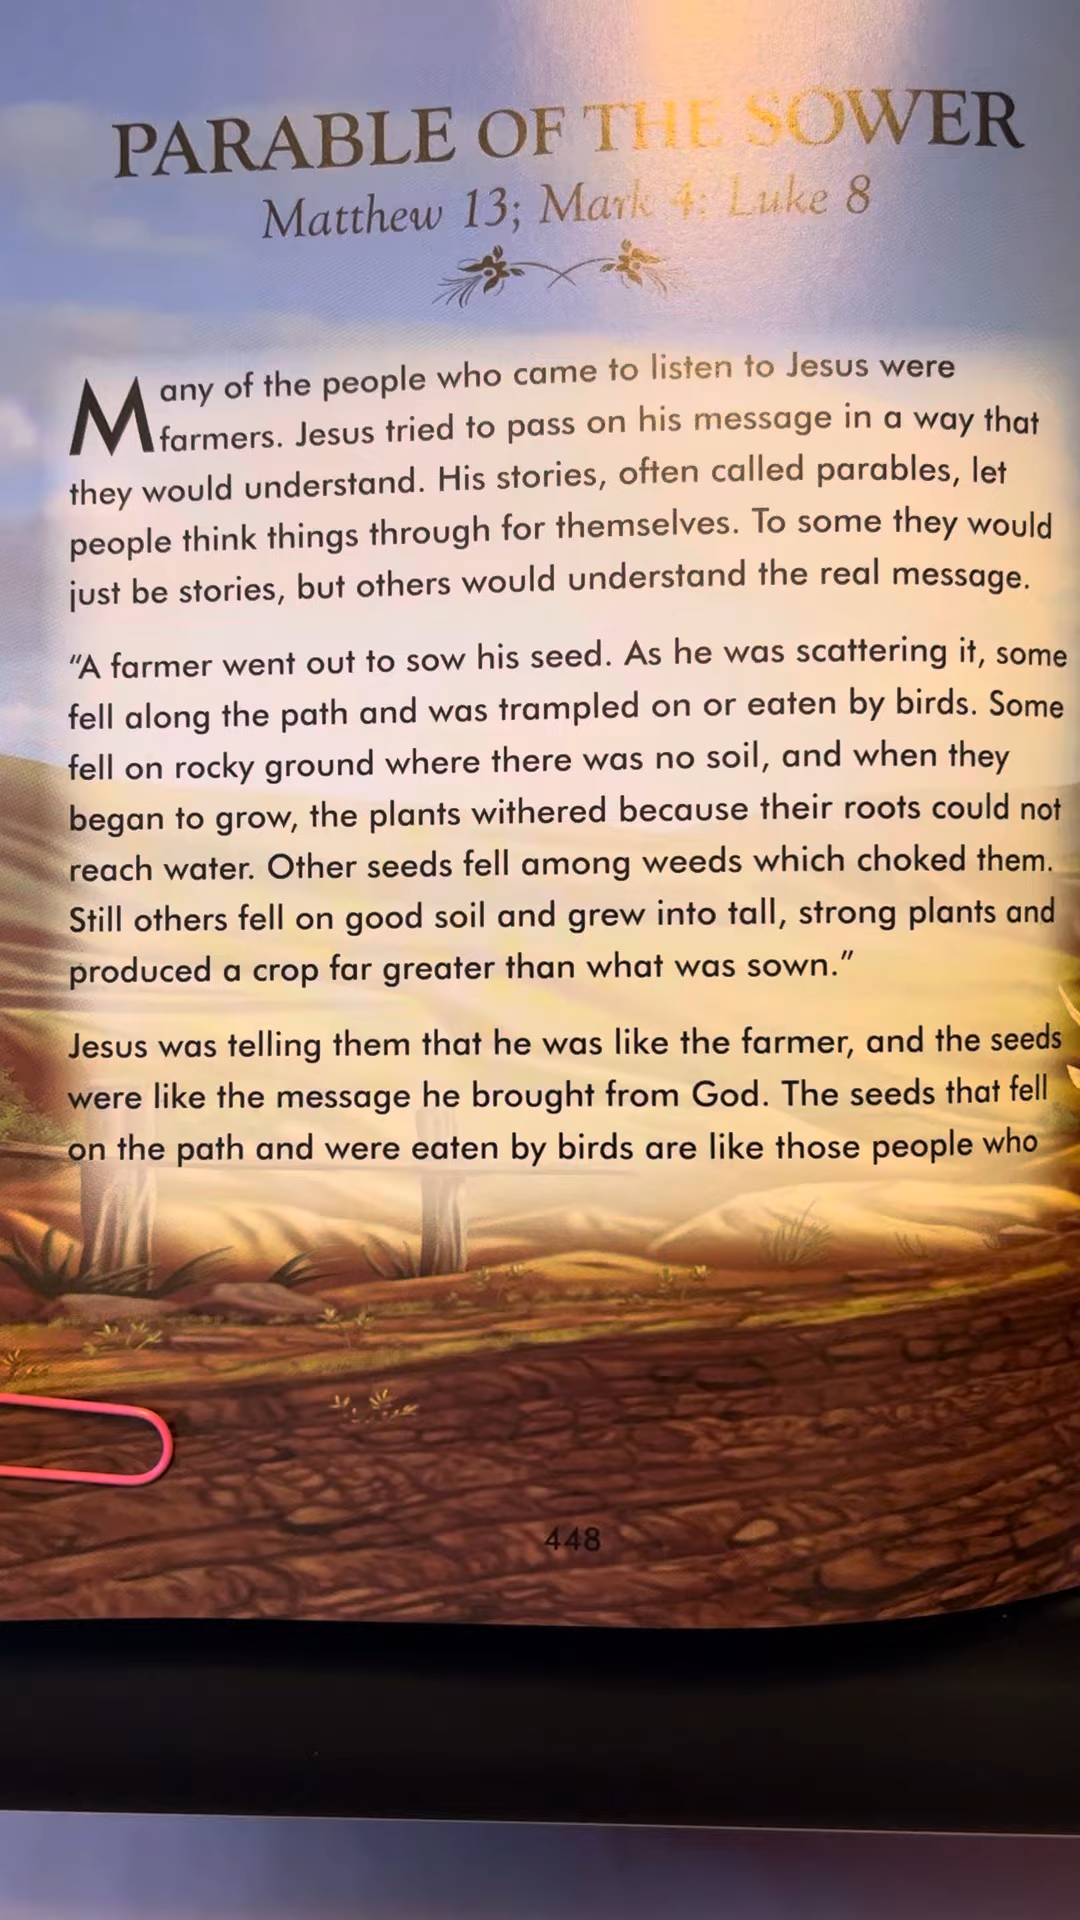 PARABLE OF THE SOWER
Matthew 13; Mark 4; Luke 8
Many of the people who came to listen to Jesus were
farmers. Jesus tried to pass on his message in a way that
they would understand. His stories, often called parables, let
people think things through for themselves. To some they would
just be stories, but others would understand the real message.
“A farmer went out to sow his seed. As he was scattering it, some
fell along the path and was trampled on or eaten by birds. Some
fell on rocky ground where there was no soil, and when they
began to grow, the plants withered because their roots could not
reach water. Other seeds fell among weeds which choked them.
Still others fell on good soil and grew into tall, strong plants and
produced a crop far greater than what was sown.”
Jesus was telling them that he was like the farmer, and the seeds
were like the message he brought from God. The seeds that fell
on the path and were eaten by birds are like those people who
448